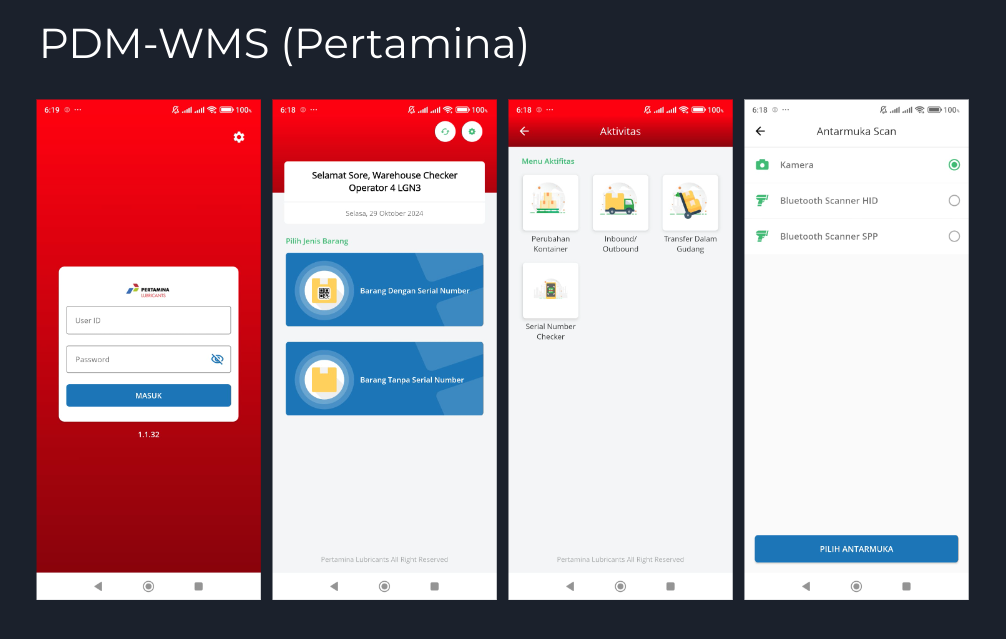 PDM-WMS (Pertamina)
6:19
100%
PERTAMINA
LUBRICANTS
User ID
Password
MASUK
1.1.32
6:18
100%
Selamat Sore, Warehouse Checker
Operator 4 LGN3
Selasa, 29 Oktober 2024
Pilih Jenis Barang
Barang Dengan Serial Number
Barang Tanpa Serial Number
Pertamina Lubricants All Right Reserved
6:18
100%
Aktivitas
Menu Aktifitas
Perubahan
Kontainer
Inbound/
Outbound
Transfer Dalam
Gudang
Serial Number
Checker
Pertamina Lubricants All Right Reserved
6:18
100%
Antarmuka Scan
Kamera
Bluetooth Scanner HID
Bluetooth Scanner SPP
PILIH ANTARMUKA